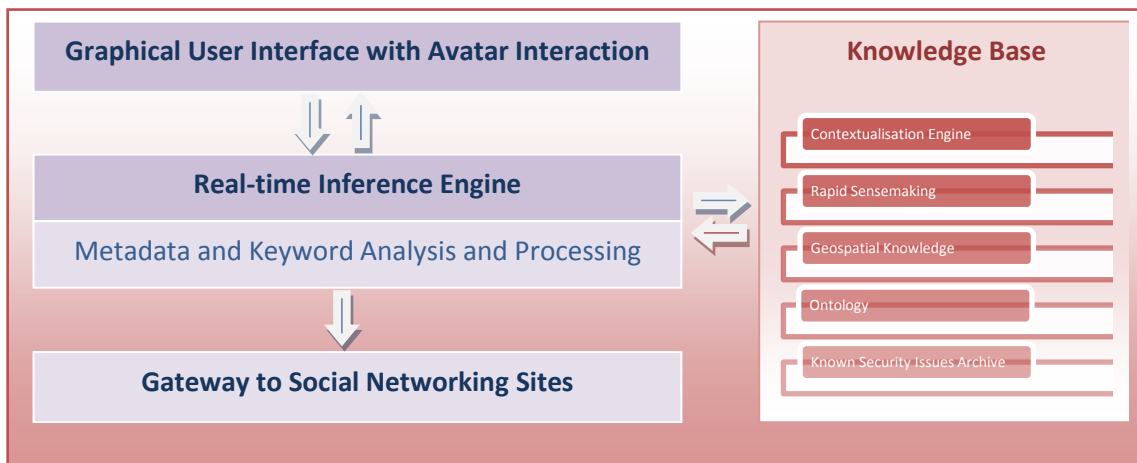 Graphical User Interface with Avatar Interaction
Real-time Inference Engine
Metadata and Keyword Analysis and Processing
Gateway to Social Networking Sites
Knowledge Base
Contextualisation Engine
Rapid Sensemaking
Geospatial Knowledge
Ontology
Known Security Issues Archive